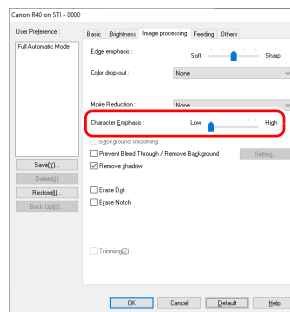 Canon R40 on STI - 0000
User Preference :
Full Automatic Mode
Save(Y)...
Delete(J)
Restore(I)...
Back Up(X)...
Basic Brightness Image processing Feeding Others
Edge emphasis :
Soft Sharp
Color drop-out : None
Moire Reduction : None
Character Emphasis: Low High
Background smoothing
Prevent Bleed Through / Remove Background Setting...
Remove shadow
Erase Dot
Erase Notch
Trimming(Z)
OK Cancel Default Help